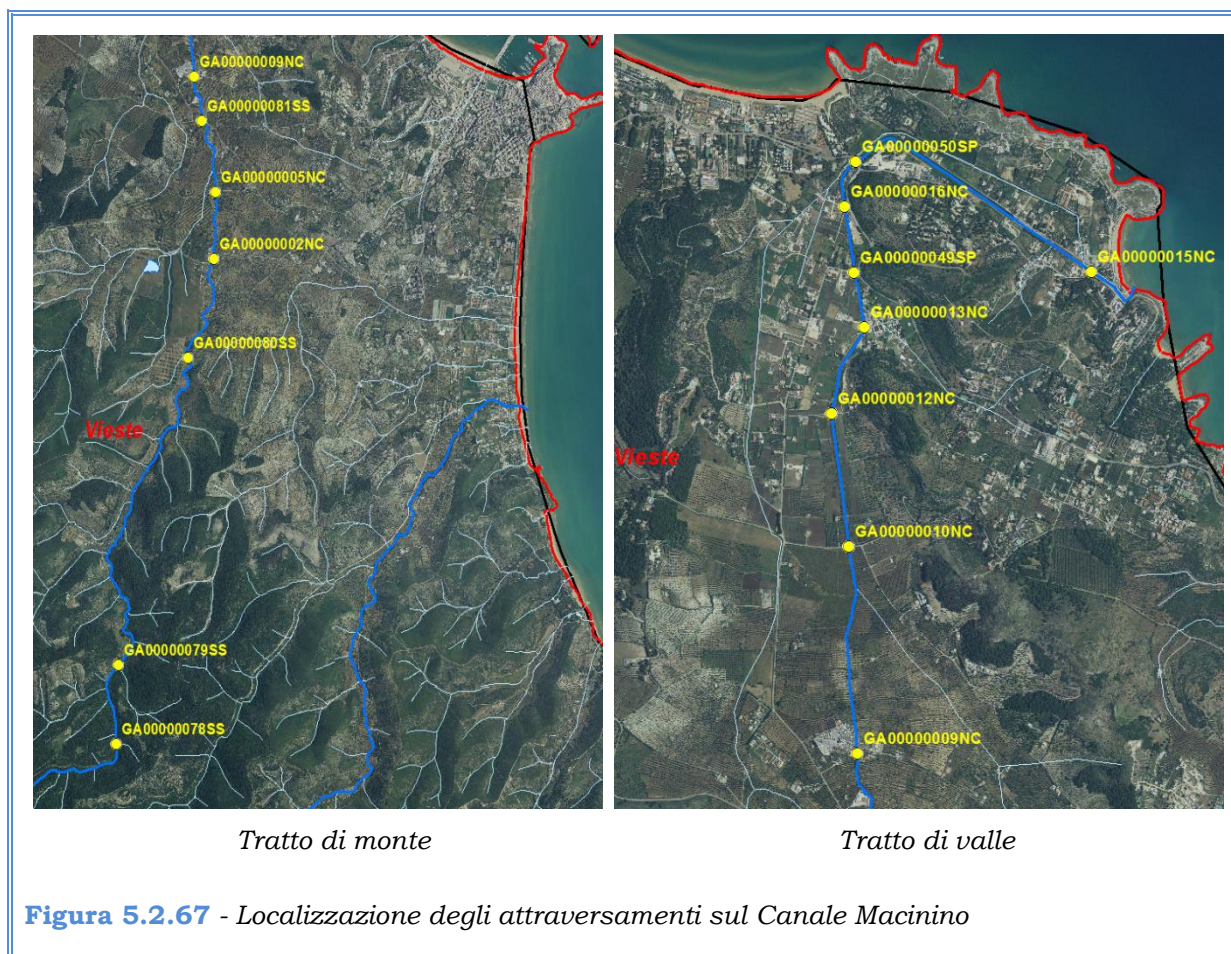 GA00000009NC
GA00000081SS
GA00000005NC
GA00000002NC
GA00000080SS
Vieste
GA00000079SS
GA00000078SS
GA00000050SP
GA00000016NC
GA00000049SP
GA00000015NC
GA00000013NC
GA00000012NC
Vieste
GA00000010NC
GA00000009NC
Tratto di monte
Tratto di valle
Figura 5.2.67 - Localizzazione degli attraversamenti sul Canale Macinino